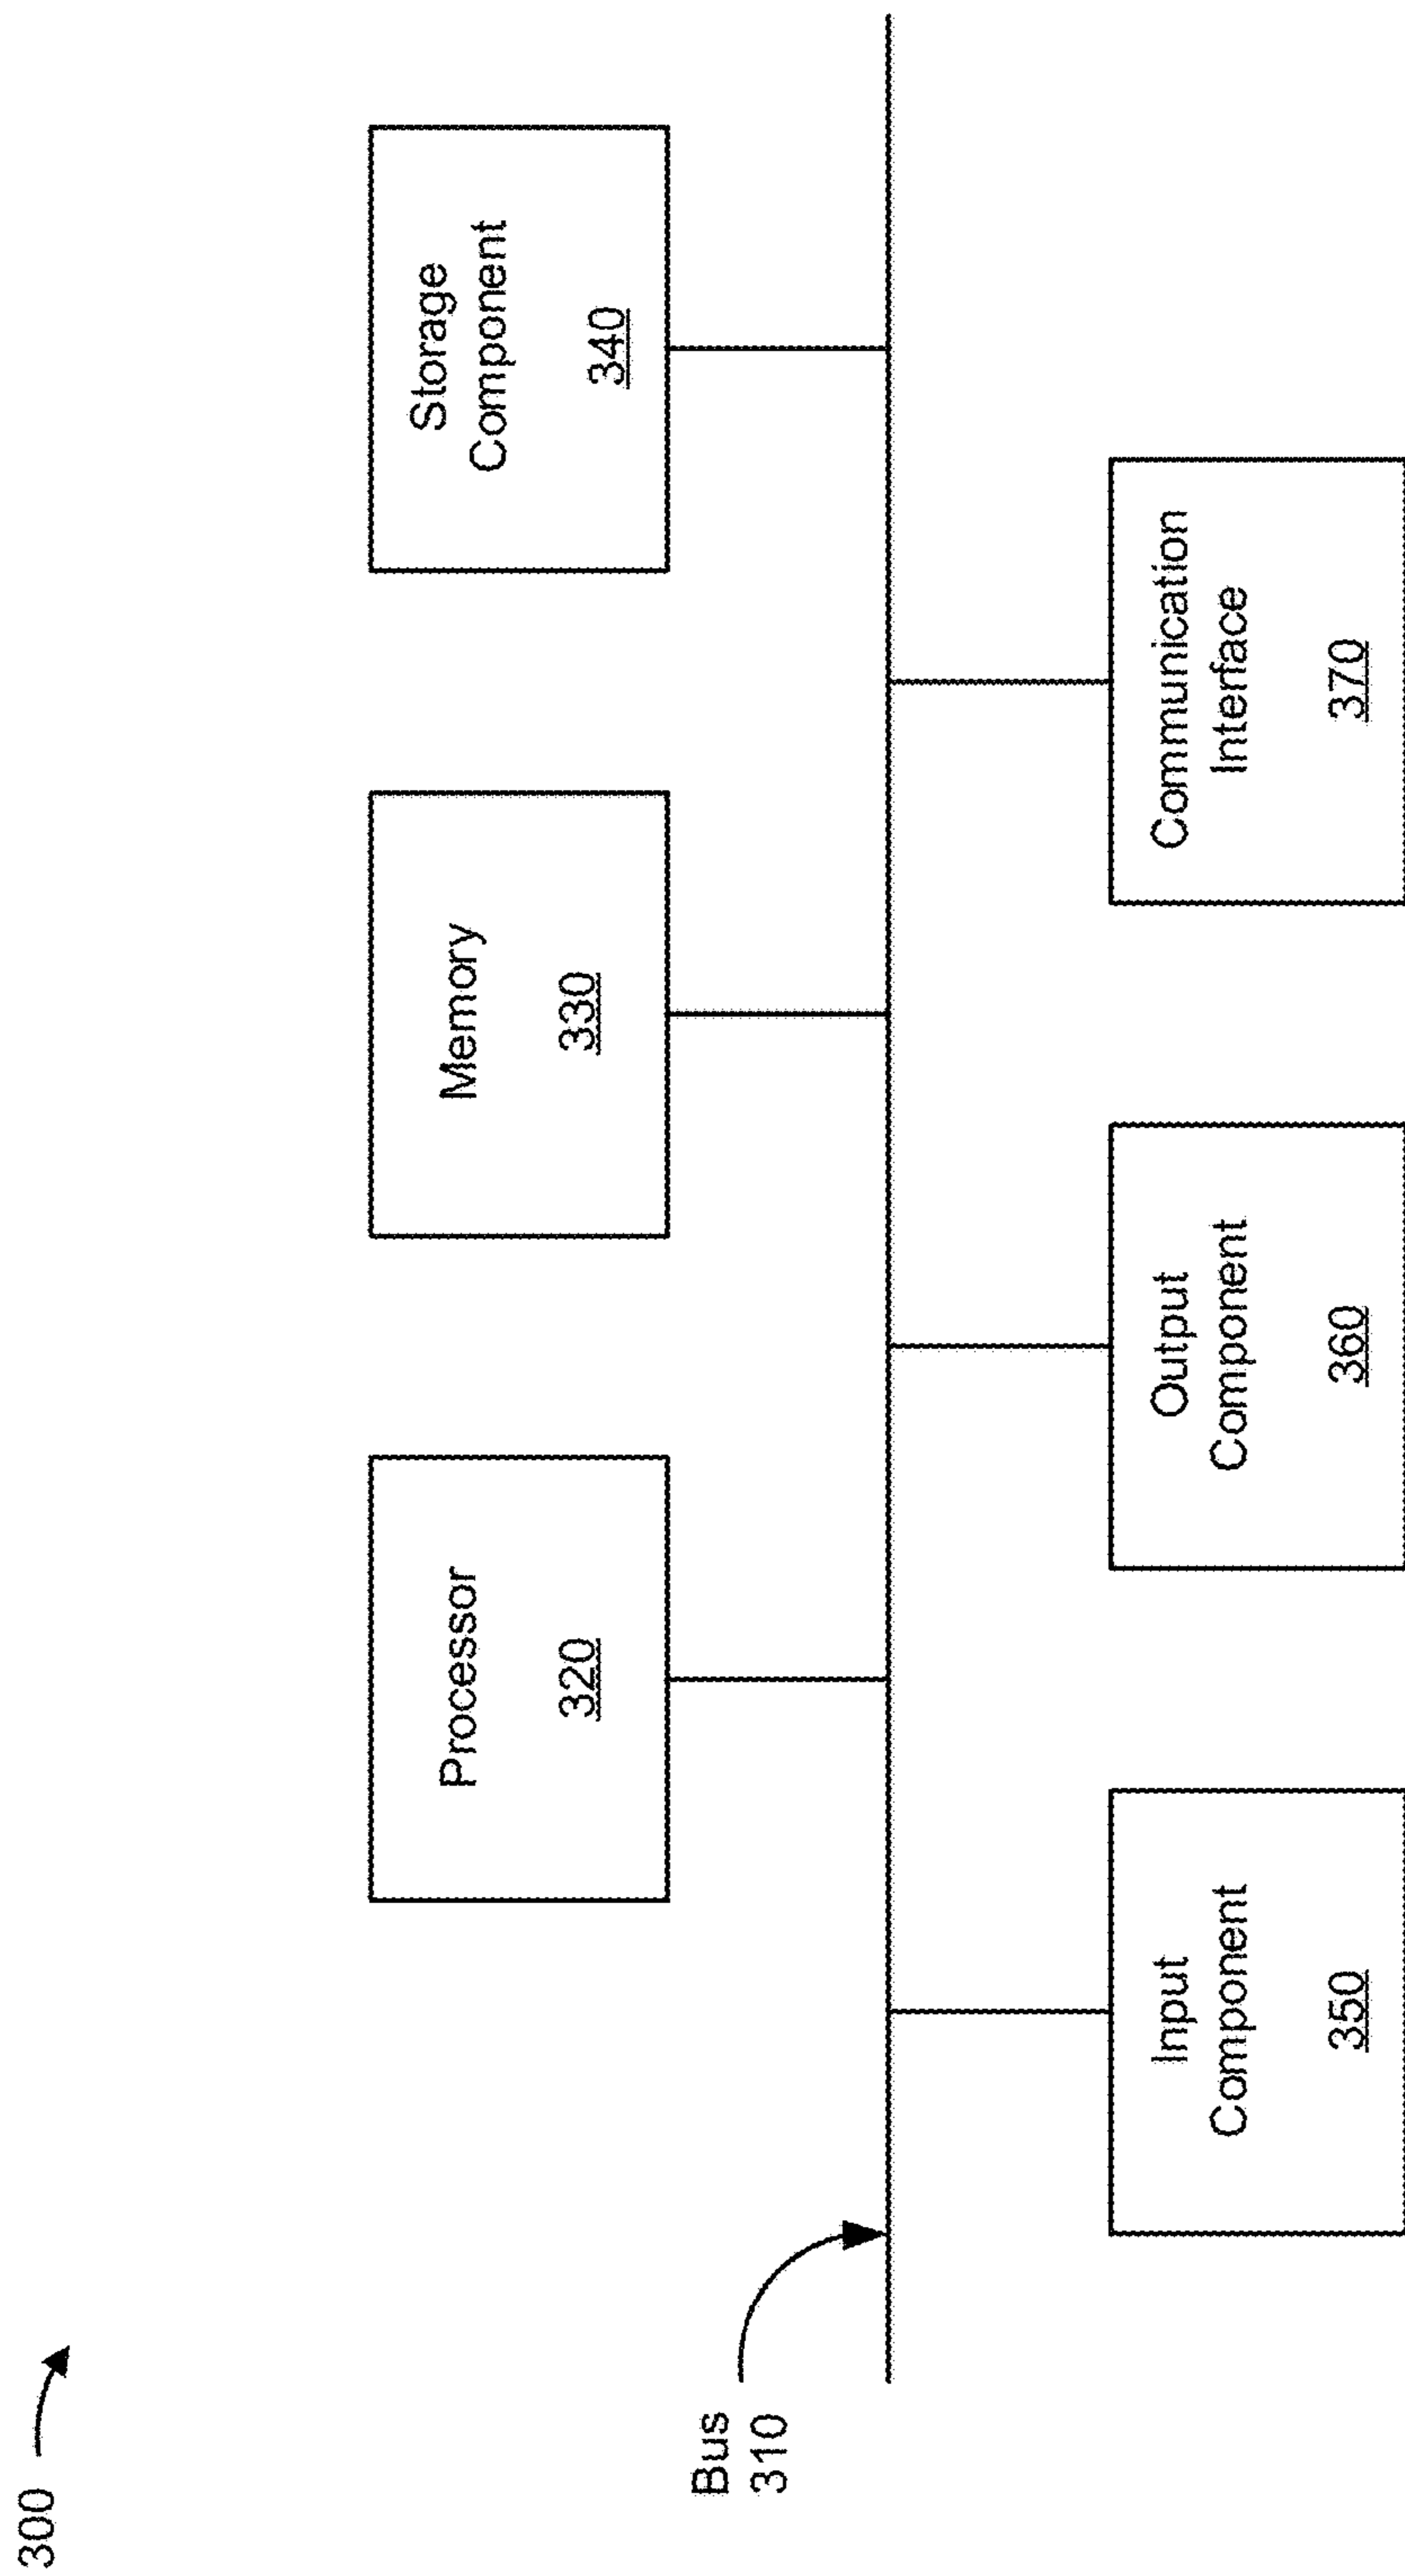 300
Processor
320
Memory
330
Storage
Component
340
Bus
310
Input
Component
350
Output
Component
360
Communication
Interface
370